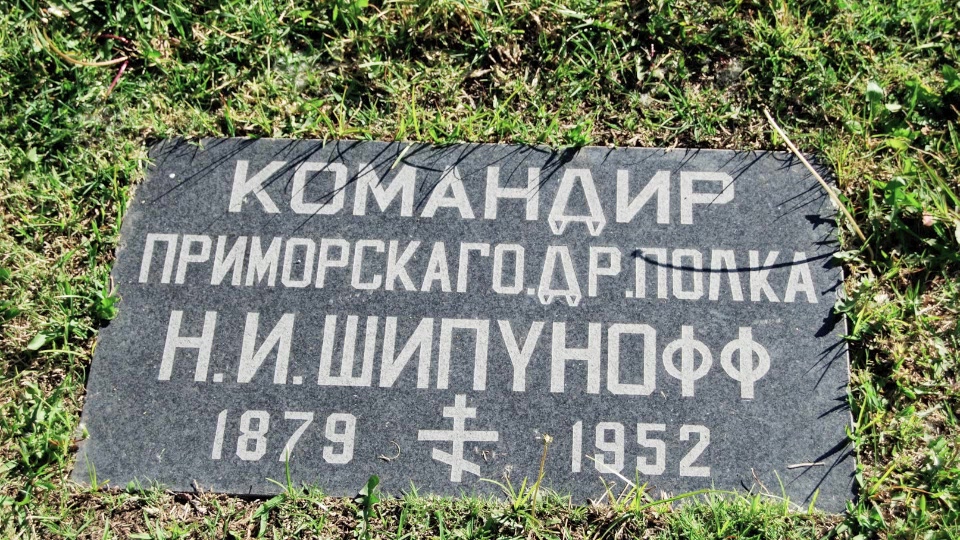 КОМАНДИР
ПРИМОРСКАГО.ДР.ПОЛКА
Н.И.ШИПУНОФФ
1879 1952